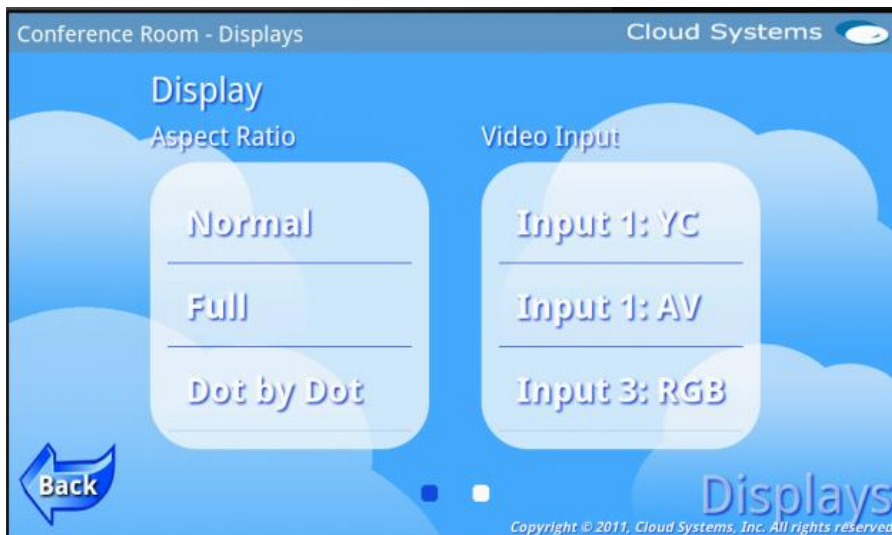 Conference Room - Displays
Cloud Systems
Display
Aspect Ratio
Video Input
Normal
Full
Dot by Dot
Input 1: YC
Input 1: AV
Input 3: RGB
Back
Displays
Copyright © 2011, Cloud Systems, Inc. All rights reserved